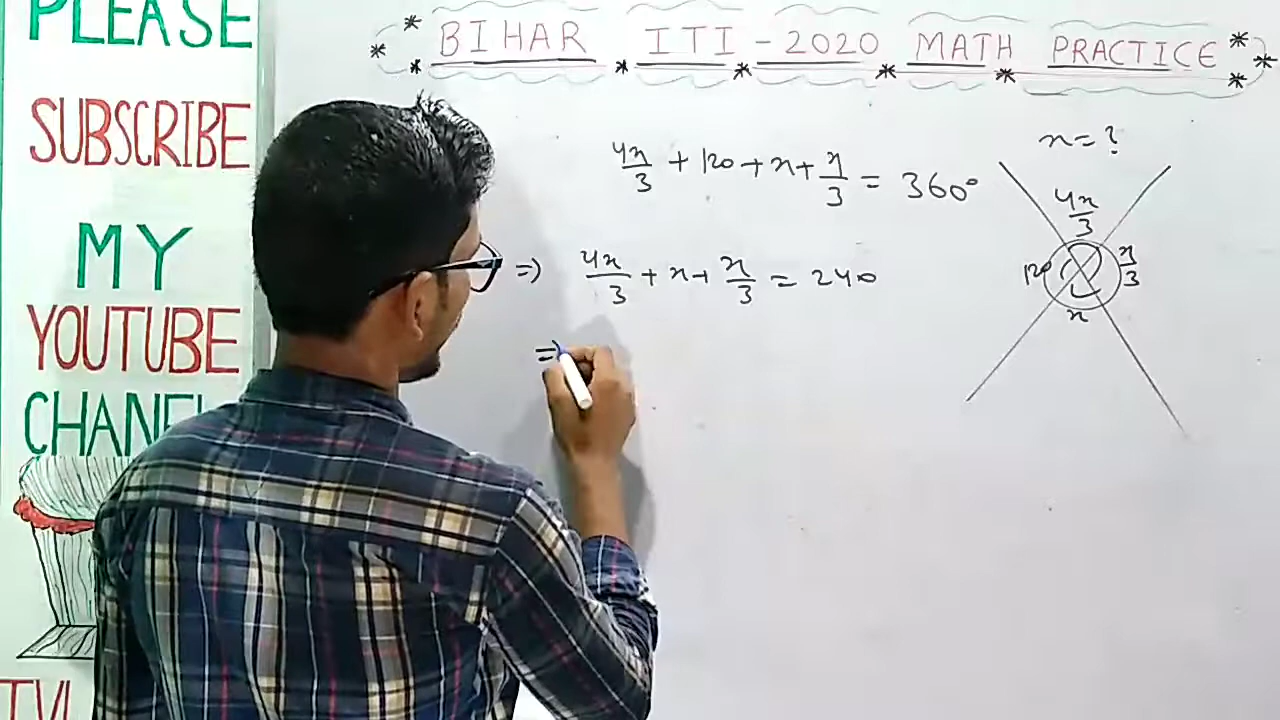 PLEASE
SUBSCRIBE
MY
YOUTUBE
CHANEL
* BIHAR * ITI - 2020 * MATH * PRACTICE *
x = ?
4x/3 + 120 + x + x/3 = 360°
=) 4x/3 + x + x/3 = 240
=)
4x/3
120
x/3
x